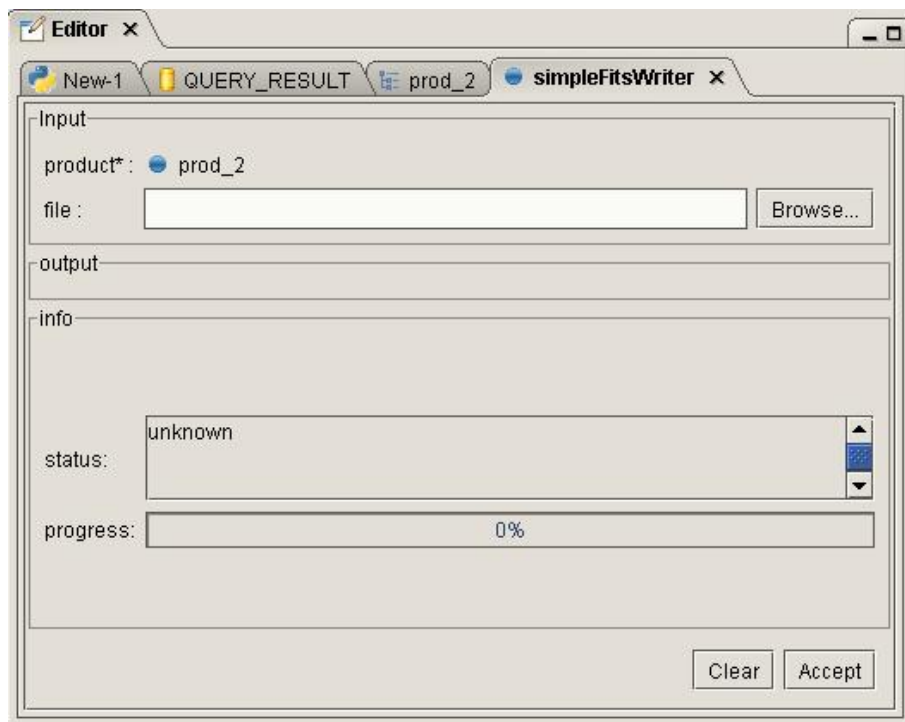 Editor
New-1 QUERY_RESULT prod_2 simpleFitsWriter
Input
product* : prod_2
file : Browse...
output
info
unknown
status:
progress: 0%
Clear Accept